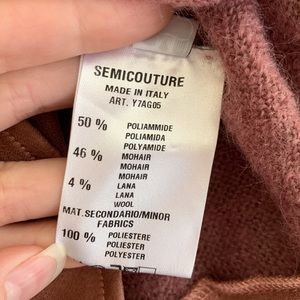 SEMICOUTURE
MADE IN ITALY
ART. Y7AG05
50 % POLIAMMIDE
POLIAMIDA
POLYAMIDE
46 % MOHAIR
MOHAIR
MOHAIR
4 % LANA
LANA
WOOL
MAT.SECONDARIO/MINOR
FABRICS
100 % POLIESTERE
POLIESTER
POLYESTER